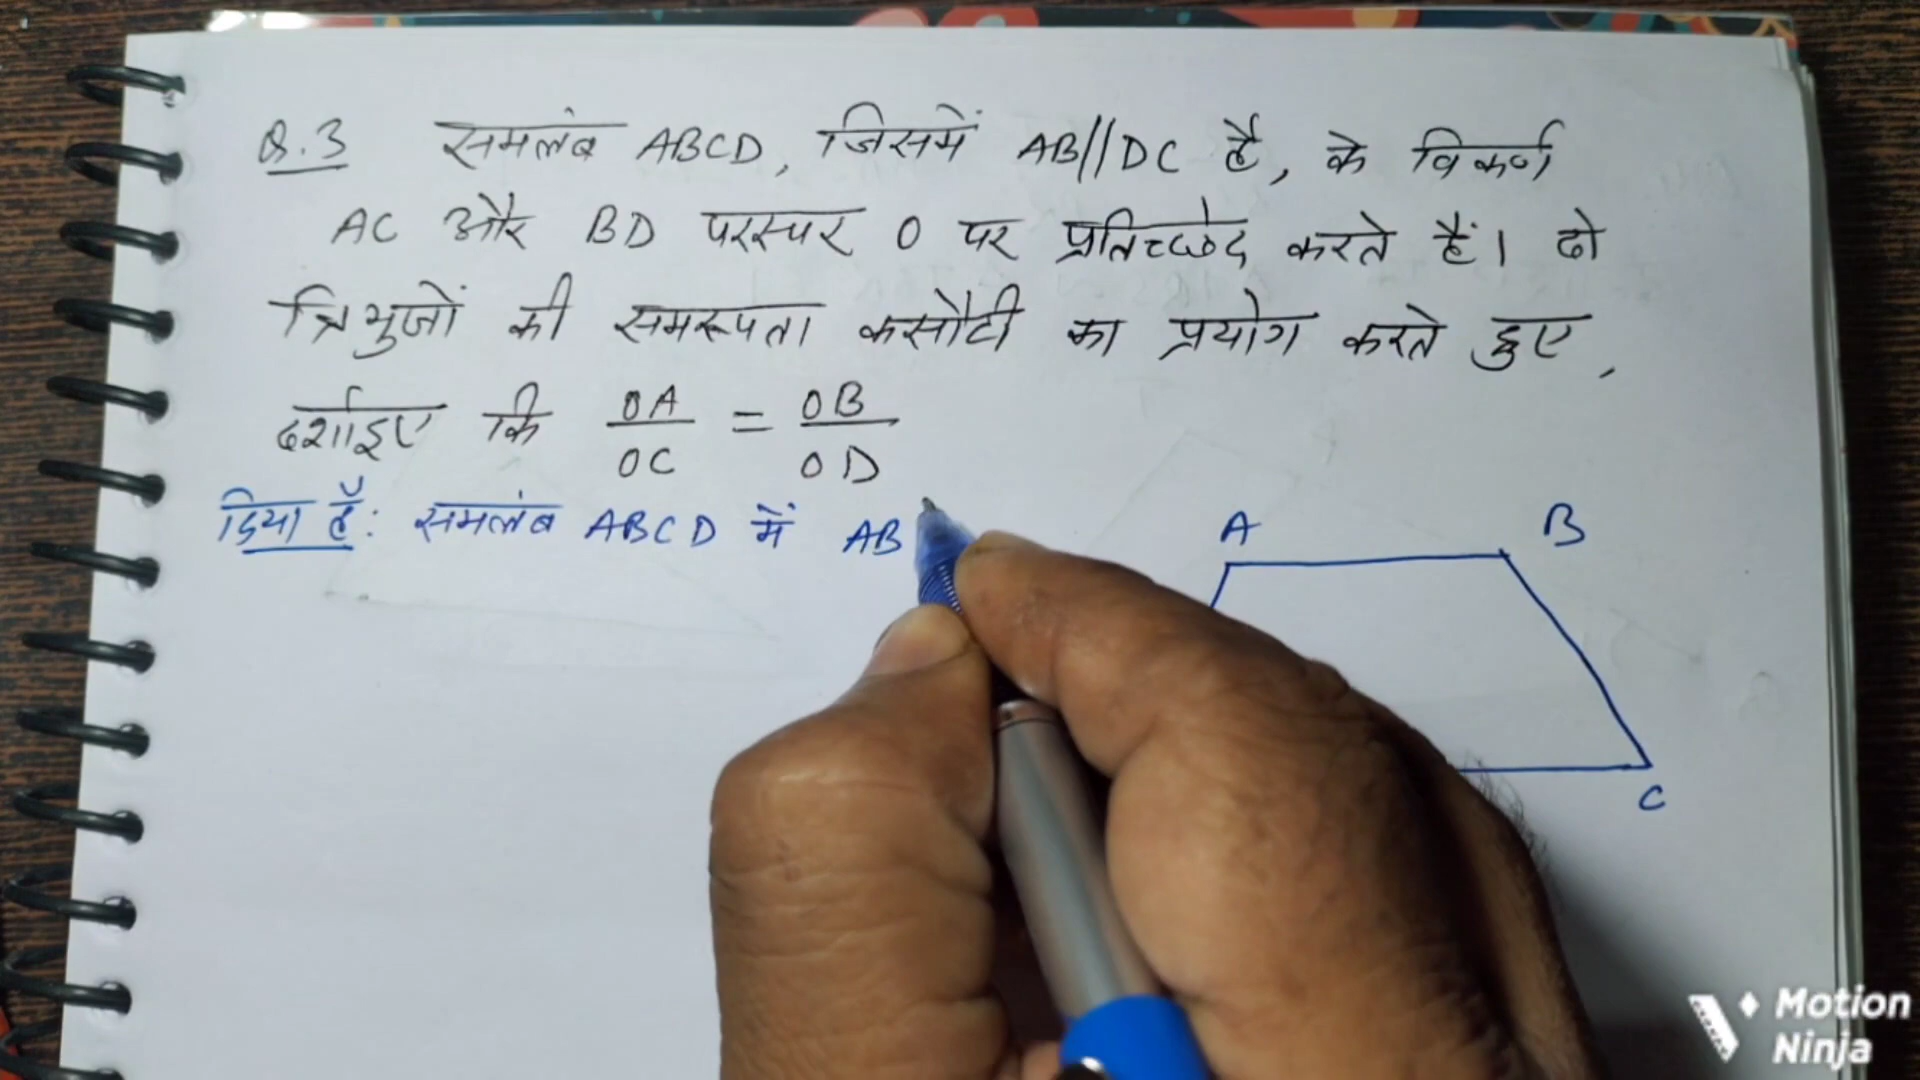 Q.3 समलंब ABCD, जिसमें AB//DC है, के विकर्ण
AC और BD परस्पर O पर प्रतिच्छेद करते हैं। दो
त्रिभुजों की समरूपता कसौटी का प्रयोग करते हुए,
दर्शाइए कि OA/OC = OB/OD
दिया है: समलंब ABCD में AB
A B
C
Motion
Ninja